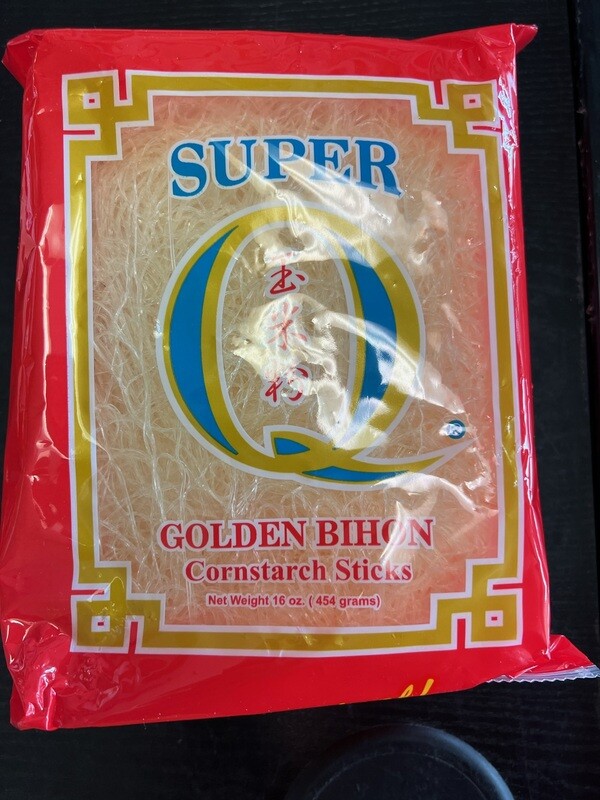 SUPER
Q
玉
米
粉
®
GOLDEN BIHON
Cornstarch Sticks
Net Weight 16 oz. ( 454 grams)